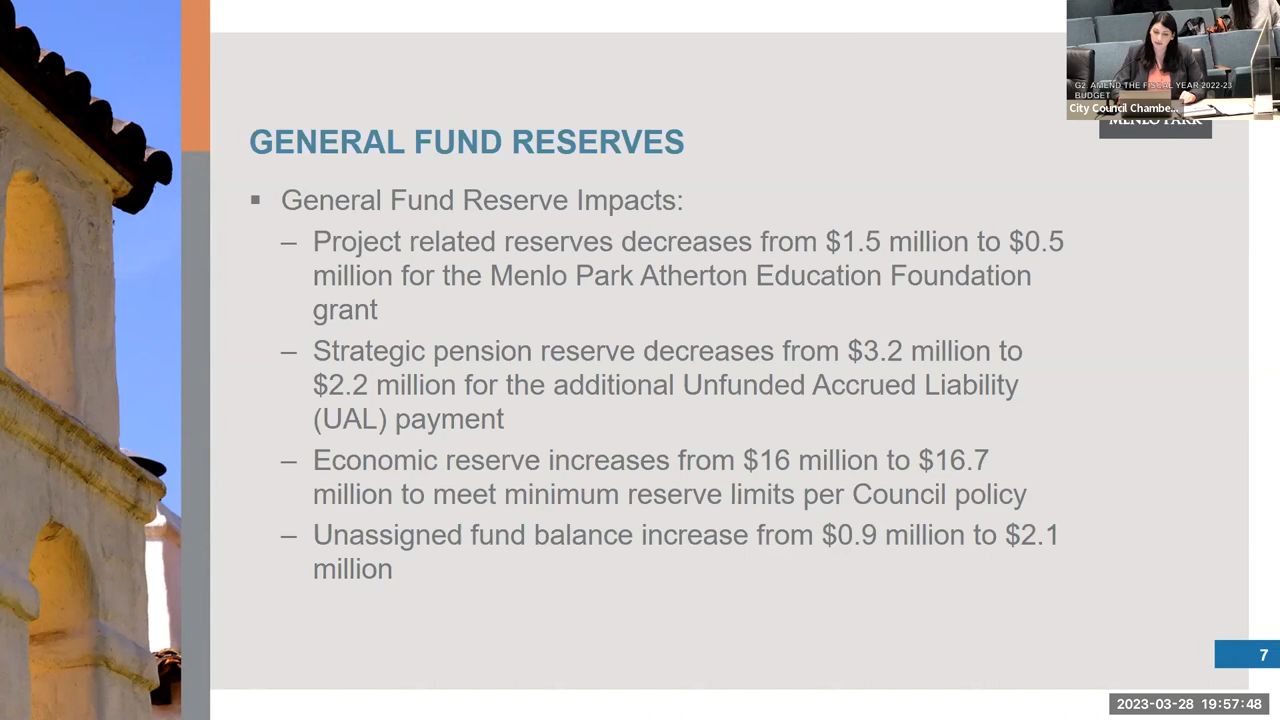 G2. AMEND THE FISCAL YEAR 2022-23
BUDGET
City Council Chambe...
MENLO PARK
GENERAL FUND RESERVES
▪ General Fund Reserve Impacts:
– Project related reserves decreases from $1.5 million to $0.5
million for the Menlo Park Atherton Education Foundation
grant
– Strategic pension reserve decreases from $3.2 million to
$2.2 million for the additional Unfunded Accrued Liability
(UAL) payment
– Economic reserve increases from $16 million to $16.7
million to meet minimum reserve limits per Council policy
– Unassigned fund balance increase from $0.9 million to $2.1
million
7
2023-03-28 19:57:48